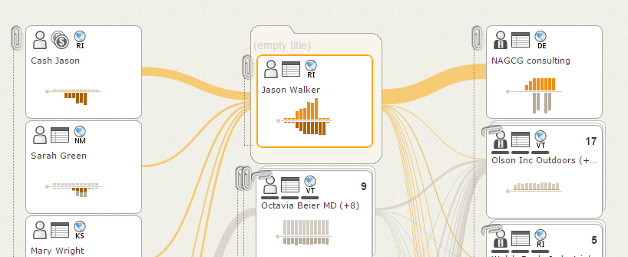 RI
Cash Jason
NM
Sarah Green
KS
Mary Wright
(empty title)
RI
Jason Walker
9
VT
Octavia Beier MD (+8)
DE
NAGCG consulting
17
VT
Olson Inc Outdoors (+...
5
RI